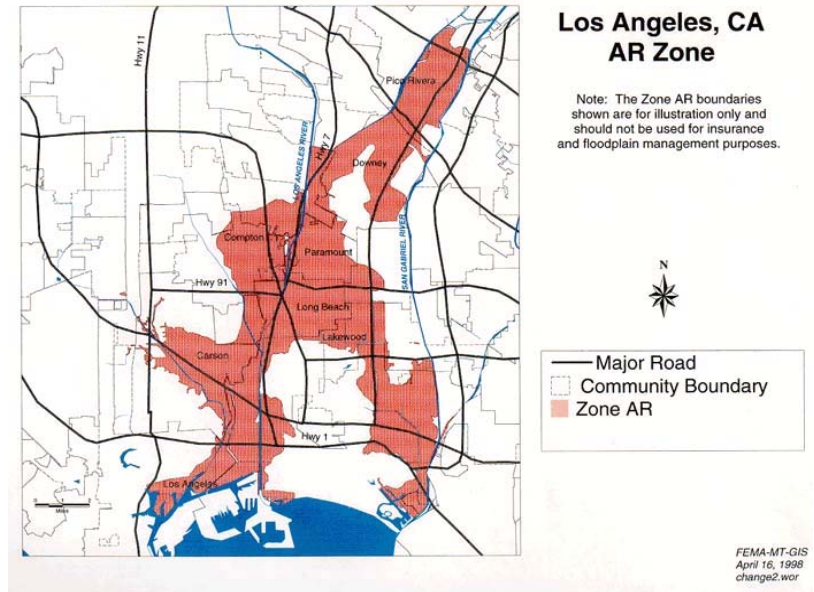 Los Angeles, CA
AR Zone
Note: The Zone AR boundaries
shown are for illustration only and
should not be used for insurance
and floodplain management purposes.
N
Major Road
Community Boundary
Zone AR
FEMA-MT-GIS
April 16, 1998
change2.wor
Hwy 11
Pico Rivera
LOS ANGELES RIVER
Hwy 7
Downey
Compton
Paramount
SAN GABRIEL RIVER
Hwy 91
Long Beach
Lakewood
Carson
Hwy 1
Los Angeles
0 1 2
Miles